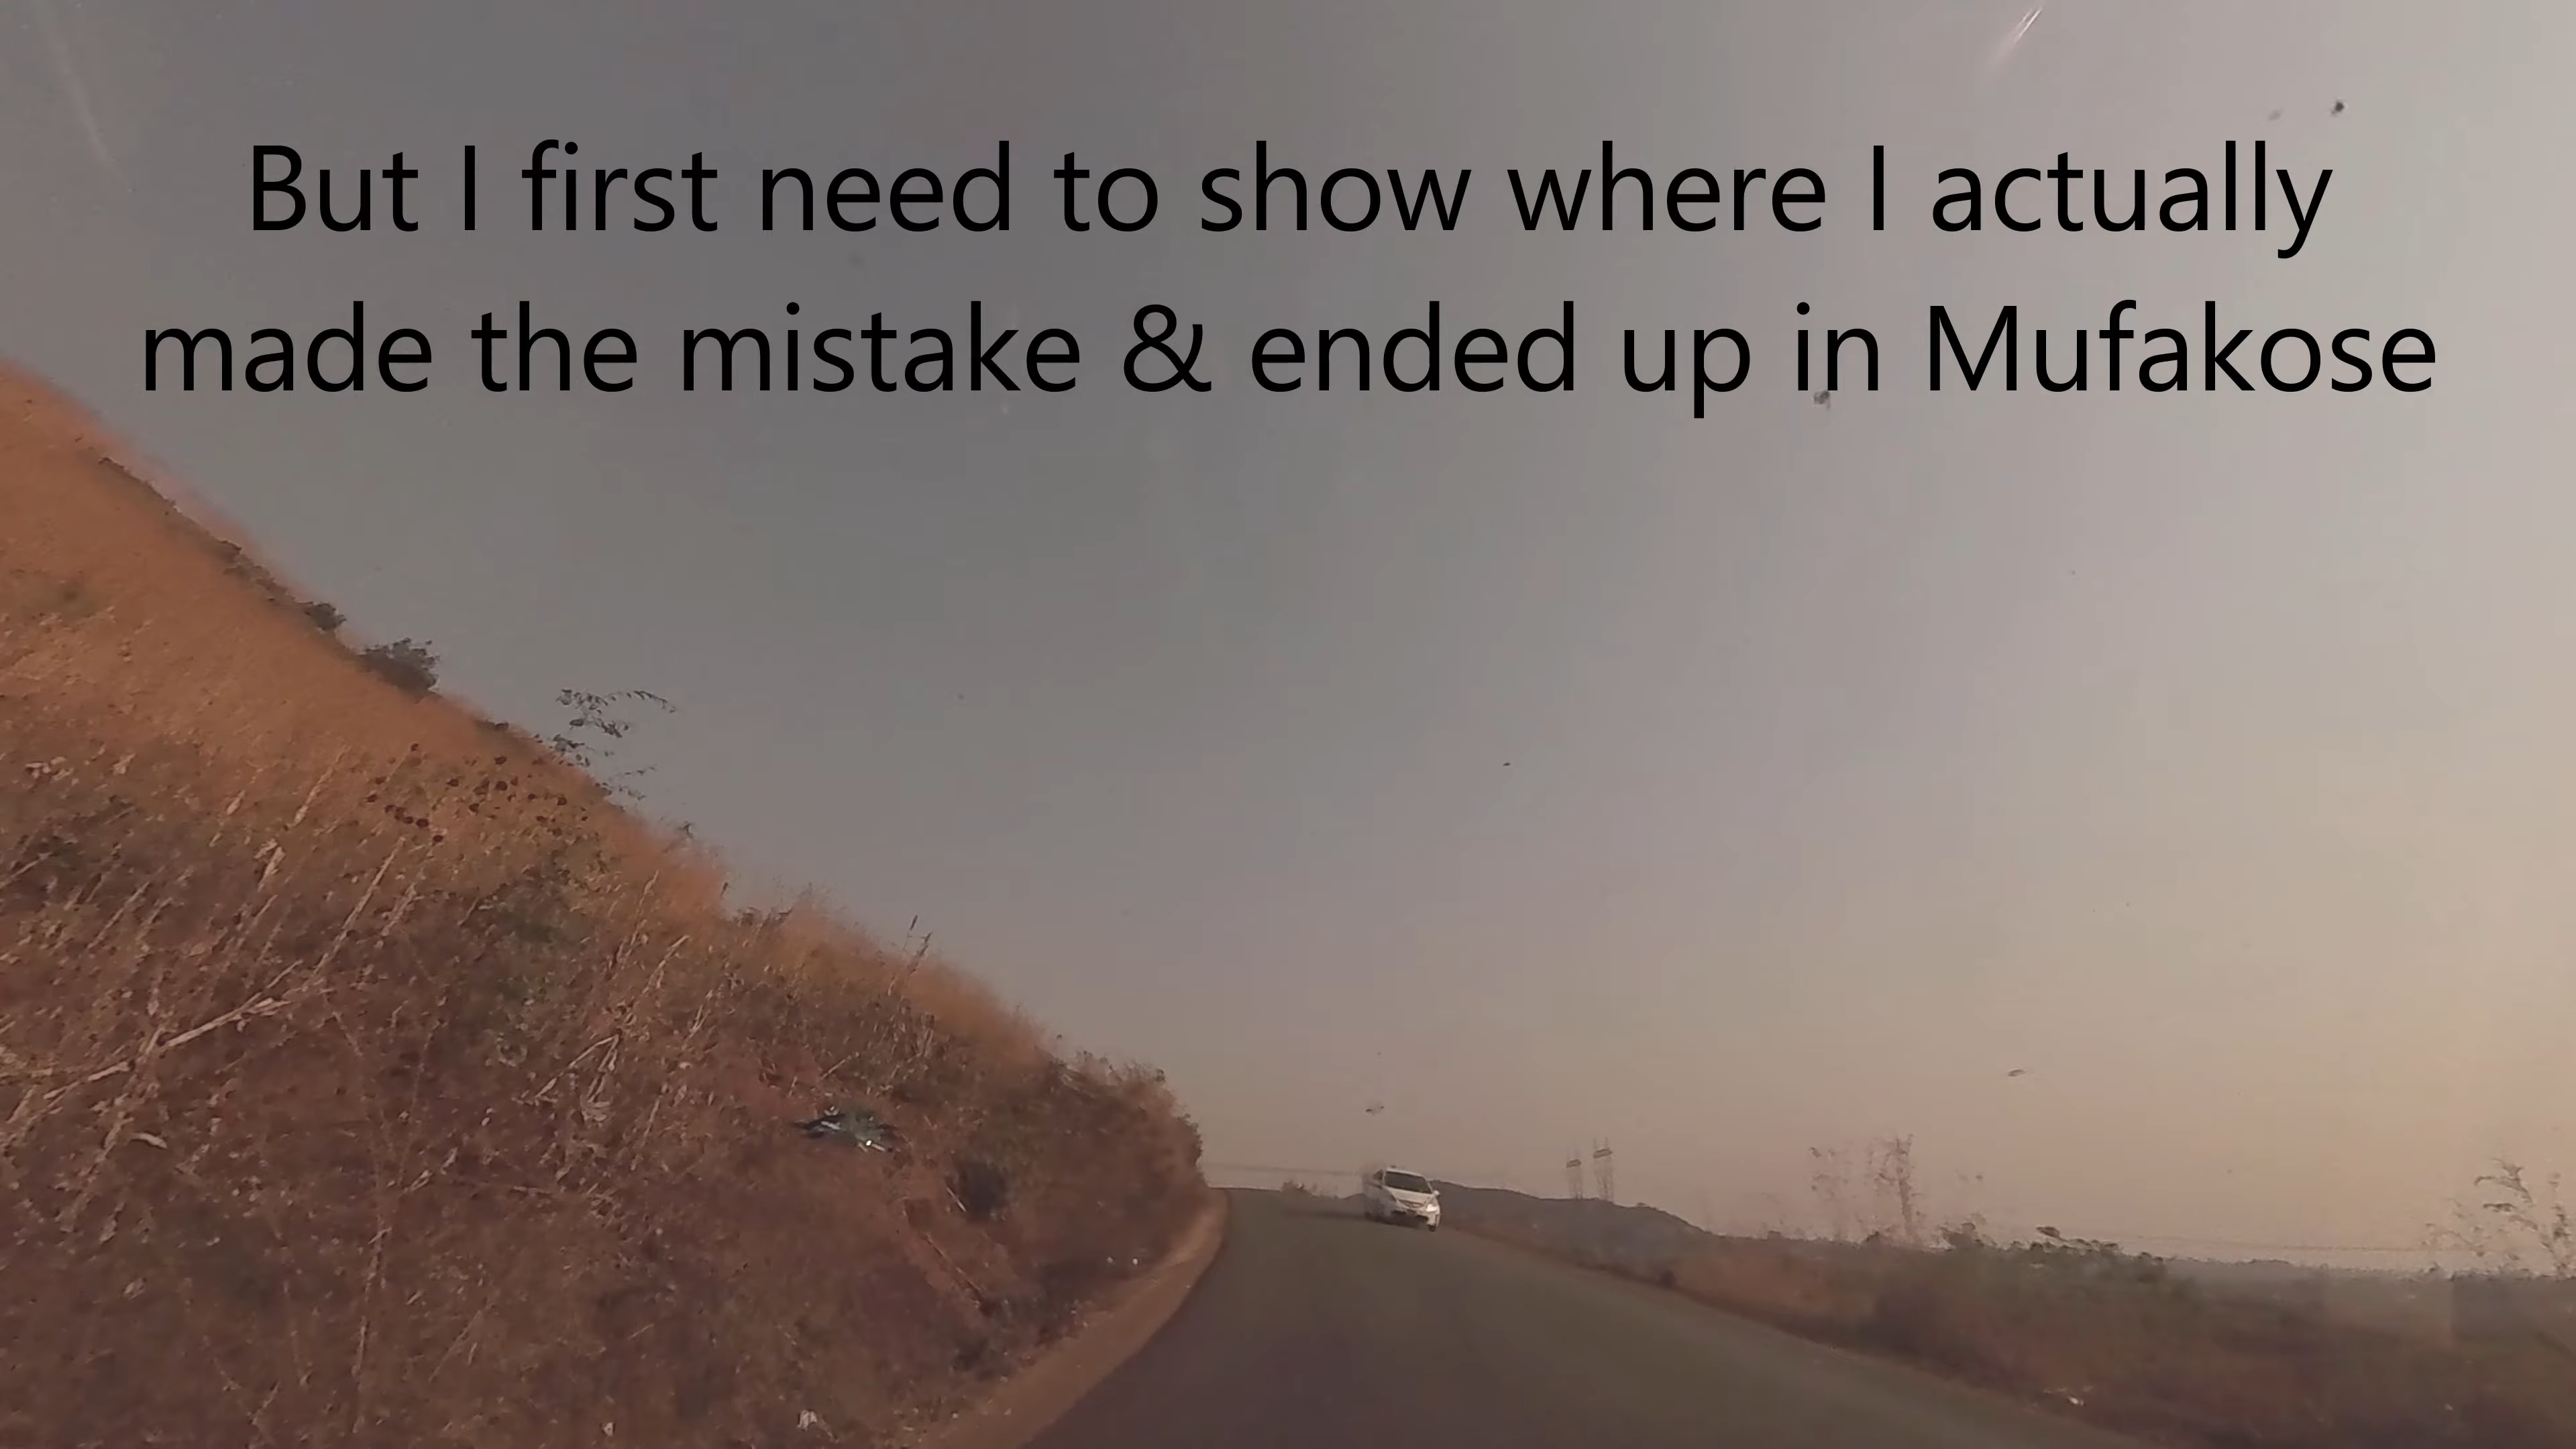 But I first need to show where I actually
made the mistake & ended up in Mufakose